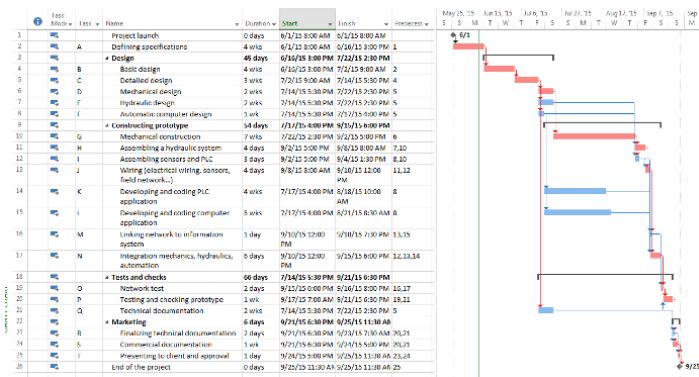 May 25, '15 Jun 15, '15 Jul 6, '15 Jul 27, '15 Aug 17, '15 Sep 7, '15 Sep
S S M T W T F S S M T W T F S
Task Mode Task Name Duration Start Finish Predecess
1 Project launch 0 days 6/1/15 8:00 AM 6/1/15 8:00 AM
2 A Defining specifications 4 wks 6/1/15 8:00 AM 6/16/15 3:00 PM 1
3 Design 45 days 6/16/15 3:00 PM 7/22/15 2:30 PM
4 B Basic design 4 wks 6/16/15 3:00 PM 7/2/15 9:00 AM 2
5 C Detailed design 3 wks 7/2/15 9:00 AM 7/14/15 5:30 PM 4
6 D Mechanical design 2 wks 7/14/15 5:30 PM 7/22/15 2:30 PM 5
7 E Hydraulic design 2 wks 7/14/15 5:30 PM 7/22/15 2:30 PM 5
8 F Automatic computer design 1 wk 7/14/15 5:30 PM 7/17/15 4:00 PM 5
9 Constructing prototype 54 days 7/17/15 4:00 PM 9/15/15 6:00 PM
10 G Mechanical construction 7 wks 7/22/15 2:30 PM 9/2/15 5:00 PM 6
11 H Assembling a hydraulic system 4 days 9/2/15 5:00 PM 9/8/15 8:00 AM 7,10
12 I Assembling sensors and PLC 3 days 9/2/15 5:00 PM 9/4/15 1:30 PM 8,10
13 J Wiring (electrical wiring, sensors, field network...) 4 days 9/8/15 8:00 AM 9/10/15 12:00 PM 11,12
14 K Developing and coding PLC application 4 wks 7/17/15 4:00 PM 8/18/15 10:00 AM 8
15 L Developing and coding computer application 5 wks 7/17/15 4:00 PM 8/21/15 8:30 AM 8
16 M Linking network to information system 1 day 9/10/15 12:00 PM 9/10/15 7:30 PM 13,15
17 N Integration mechanics, hydraulics, automation 6 days 9/10/15 12:00 PM 9/15/15 6:00 PM 12,13,14
18 Tests and checks 66 days 7/14/15 5:30 PM 9/21/15 6:30 PM
19 O Network test 2 days 9/15/15 6:00 PM 9/16/15 8:00 PM 16,17
20 P Testing and checking prototype 1 wk 9/17/15 7:00 AM 9/21/15 6:30 PM 19,21
21 Q Technical documentation 2 wks 7/14/15 5:30 PM 7/22/15 2:30 PM 5
22 Marketing 6 days 9/21/15 6:30 PM 9/25/15 11:30 AM
23 R Finalizing technical documentation 2 days 9/21/15 6:30 PM 9/23/15 7:30 AM 20,21
24 S Commercial documentation 1 wk 9/21/15 6:30 PM 9/24/15 5:00 PM 20,21
25 T Presenting to client and approval 1 day 9/24/15 5:00 PM 9/25/15 11:30 AM 23,24
26 End of the project 0 days 9/25/15 11:30 AM 9/25/15 11:30 AM 25
6/1
9/25